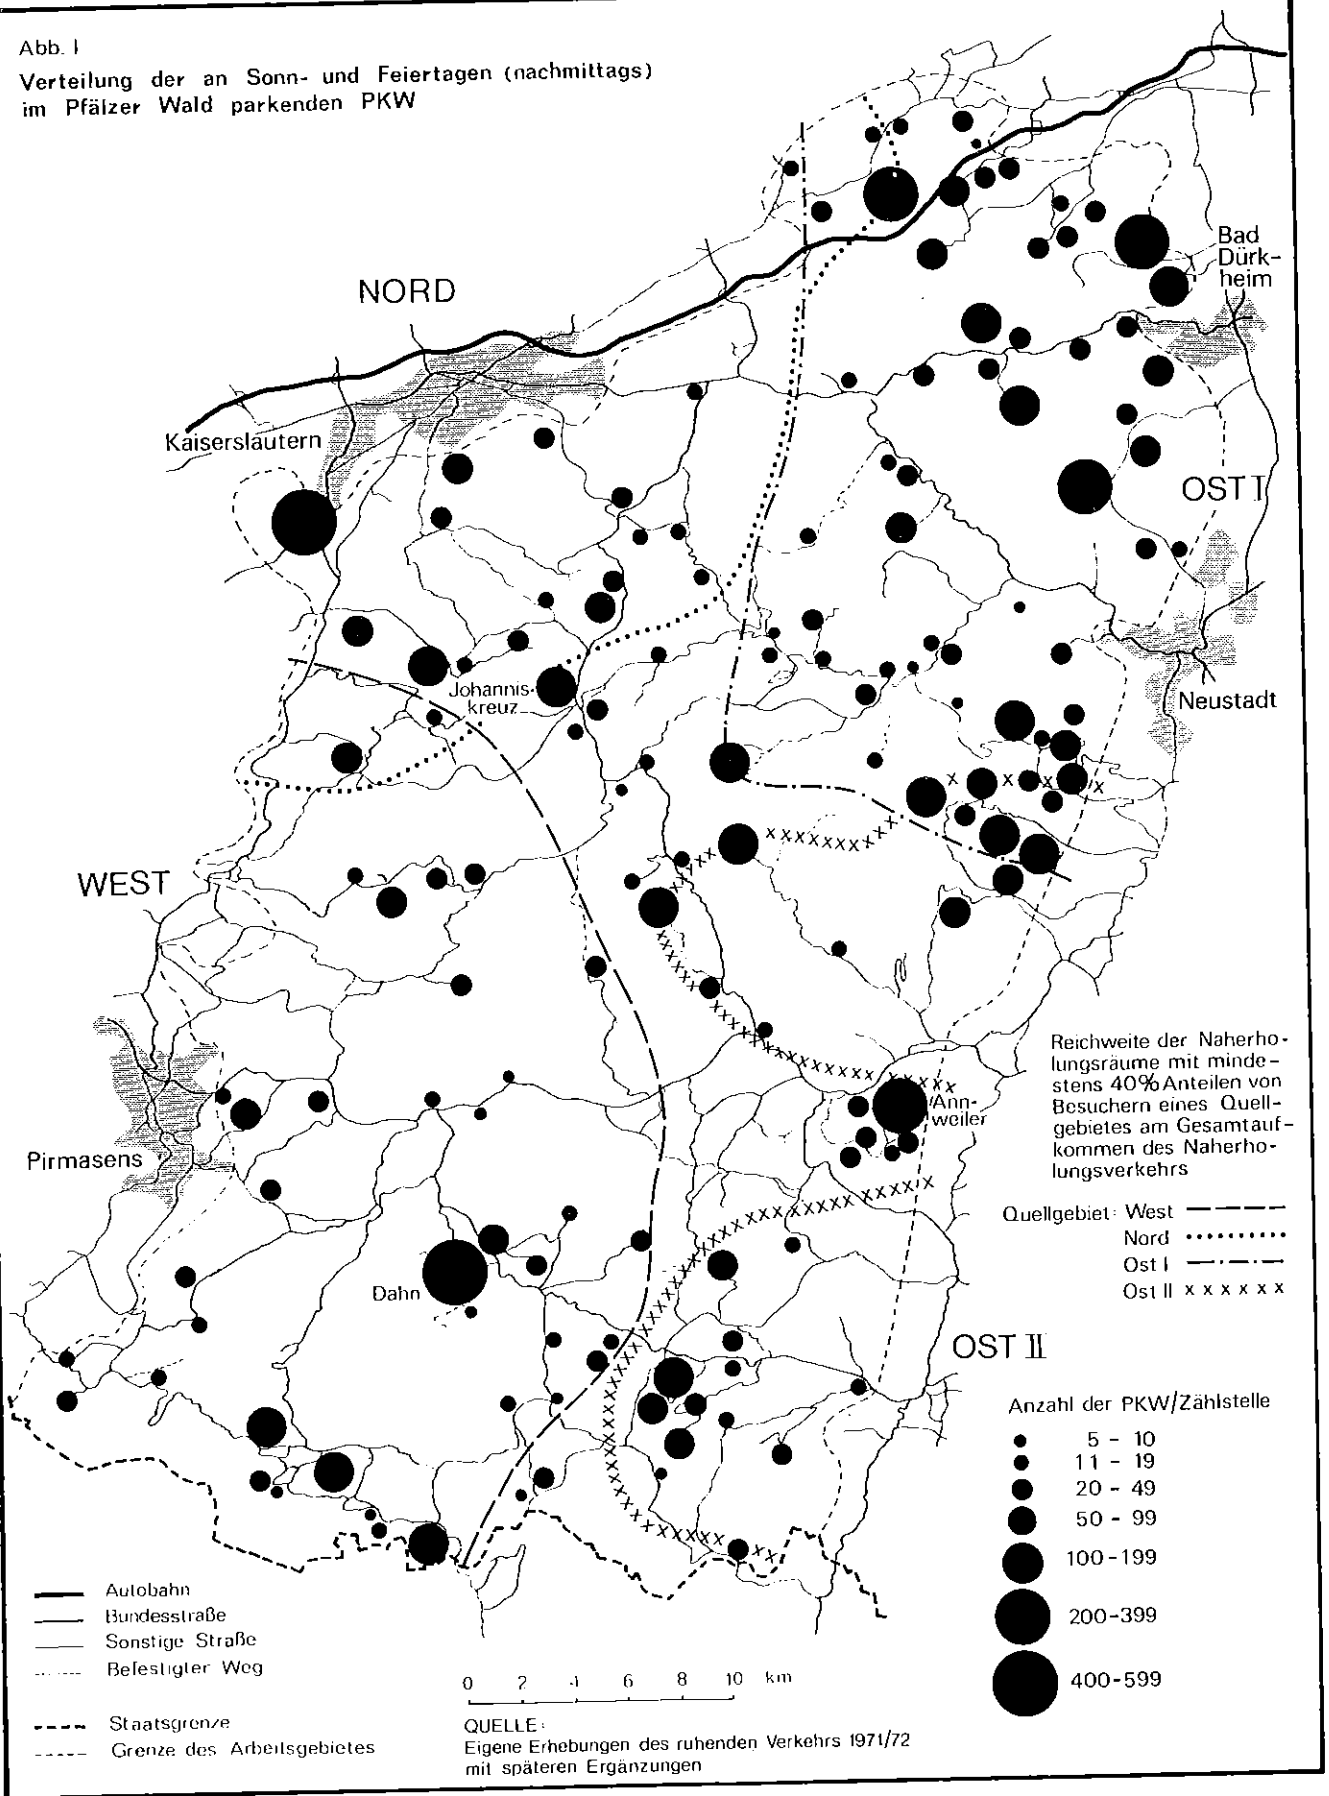 Abb. 1
Verteilung der an Sonn- und Feiertagen (nachmittags)
im Pfälzer Wald parkenden PKW
Bad
Dürk-
heim
NORD
Kaiserslautern
OST I
Johannis-
kreuz
Neustadt
WEST
Reichweite der Naherho-
lungsräume mit minde-
stens 40% Anteilen von
Besuchern eines Quell-
gebietes am Gesamtauf-
kommen des Naherho-
lungsverkehrs
Ann-
weiler
Pirmasens
Quellgebiet: West
Nord
Ost I
Ost II x x x x x x
Dahn
OST II
Anzahl der PKW/Zählstelle
5 - 10
11 - 19
20 - 49
50 - 99
100-199
200-399
400-599
Autobahn
Bundesstraße
Sonstige Straße
Befestigter Weg
Staatsgrenze
Grenze des Arbeitsgebietes
0 2 4 6 8 10 km
QUELLE:
Eigene Erhebungen des ruhenden Verkehrs 1971/72
mit späteren Ergänzungen